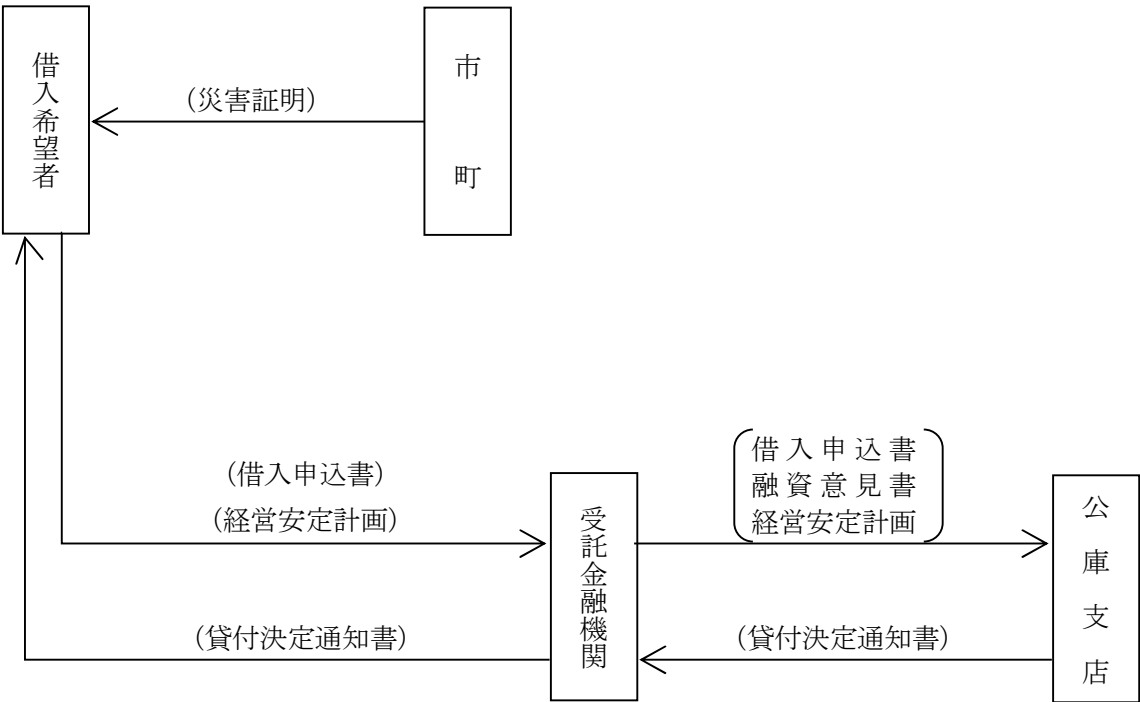 借入希望者
(災害証明)
市町
(借入申込書)
(経営安定計画)
受託金融機関
借入申込書
融資意見書
経営安定計画
公庫支店
(貸付決定通知書)
(貸付決定通知書)